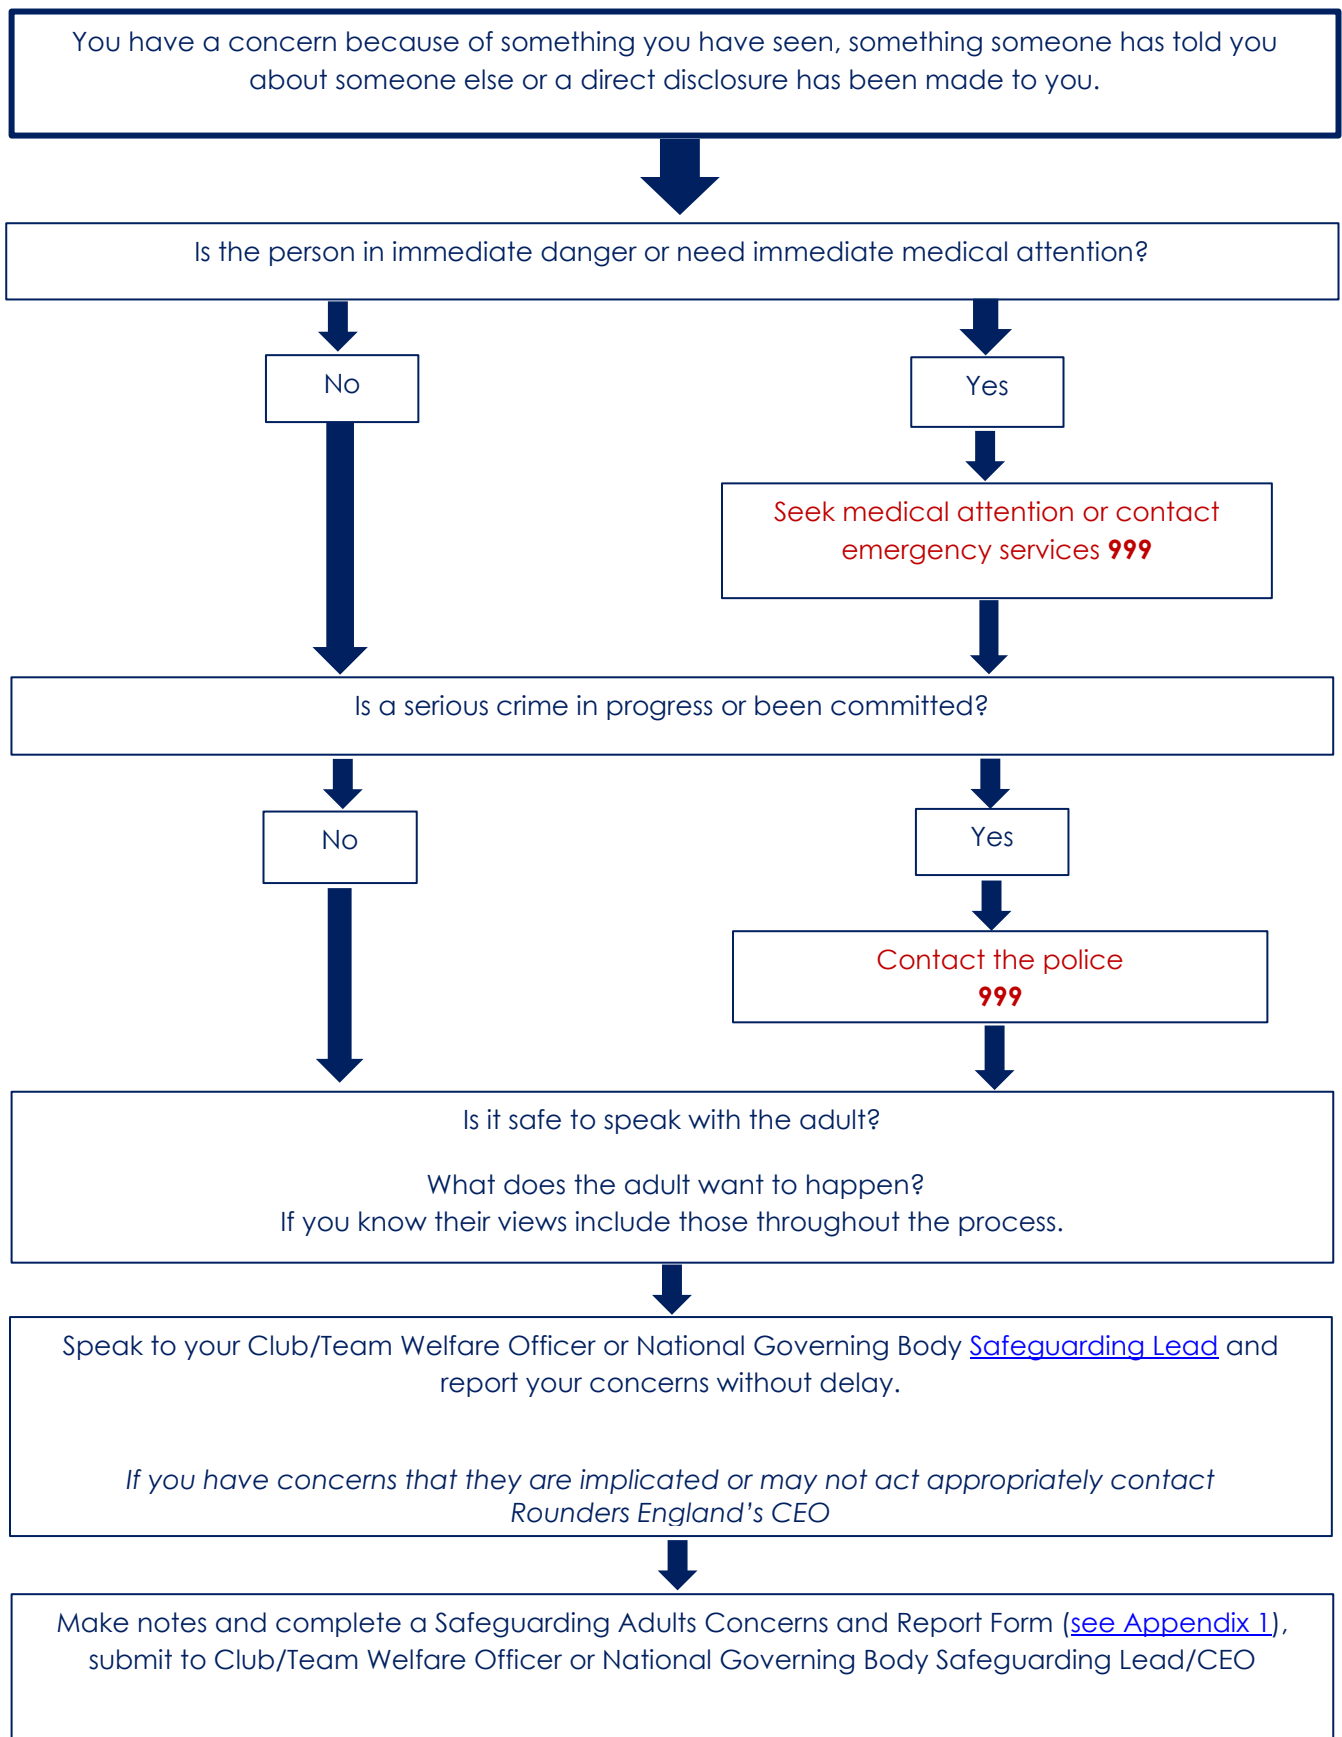 You have a concern because of something you have seen, something someone has told you
about someone else or a direct disclosure has been made to you.
Is the person in immediate danger or need immediate medical attention?
No
Yes
Seek medical attention or contact
emergency services 999
Is a serious crime in progress or been committed?
No
Yes
Contact the police
999
Is it safe to speak with the adult?
What does the adult want to happen?
If you know their views include those throughout the process.
Speak to your Club/Team Welfare Officer or National Governing Body Safeguarding Lead and
report your concerns without delay.
If you have concerns that they are implicated or may not act appropriately contact
Rounders England’s CEO
Make notes and complete a Safeguarding Adults Concerns and Report Form (see Appendix 1),
submit to Club/Team Welfare Officer or National Governing Body Safeguarding Lead/CEO